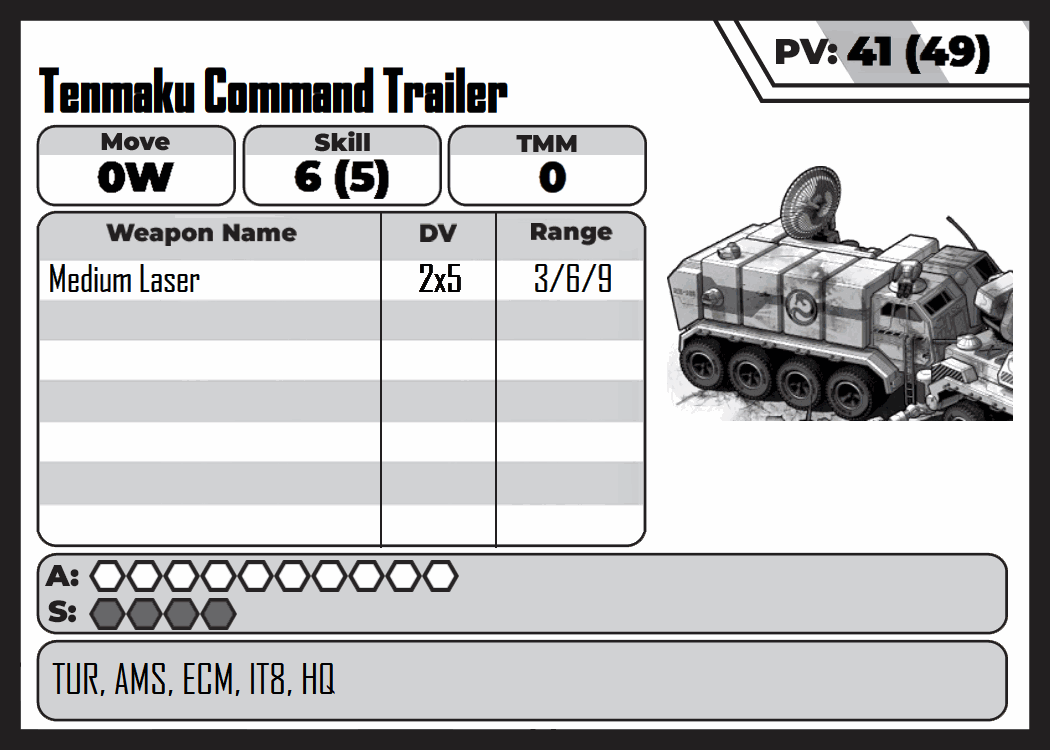 PV: 41 (49)
Tenmaku Command Trailer
Move Skill TMM
0W 6 (5) 0
Weapon Name DV Range
Medium Laser 2x5 3/6/9
A:
S:
TUR, AMS, ECM, IT8, HQ